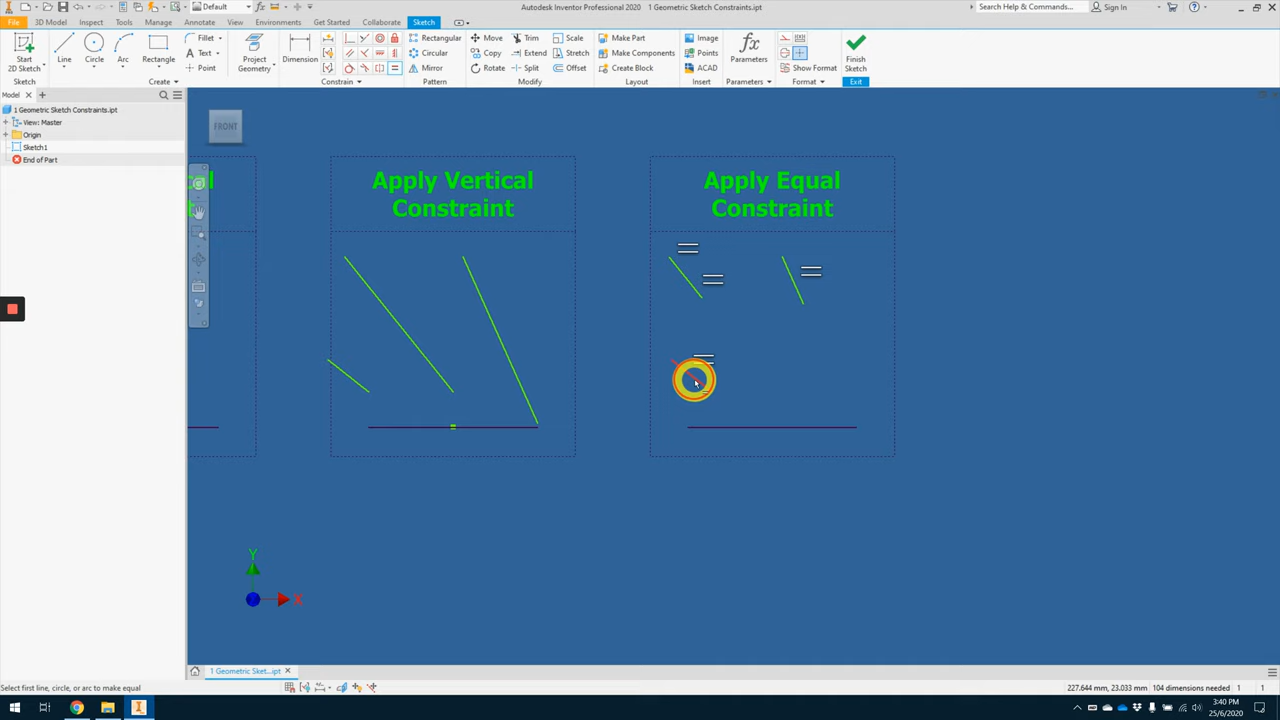 Default
Autodesk Inventor Professional 2020 1 Geometric Sketch Constraints.ipt
Search Help & Commands...
Sign In
File 3D Model Inspect Tools Manage Annotate View Environments Get Started Collaborate Sketch
Start
2D Sketch
Line
Circle
Arc
Rectangle
Fillet
Text
Point
Project
Geometry
Dimension
Rectangular
Circular
Mirror
Move
Copy
Rotate
Trim
Extend
Split
Scale
Stretch
Offset
Make Part
Make Components
Create Block
Image
Points
ACAD
Parameters
fx
Show Format
Finish
Sketch
Sketch Create Constrain Pattern Modify Layout Insert Parameters Format Exit
Model
1 Geometric Sketch Constraints.ipt
View: Master
Origin
Sketch1
End of Part
FRONT
Apply Vertical
Constraint
Apply Equal
Constraint
Y
X
1 Geometric Sket...ipt
Select first line, circle, or arc to make equal
227.644 mm, 23.033 mm 104 dimensions needed 1 1
3:40 PM
25/6/2020